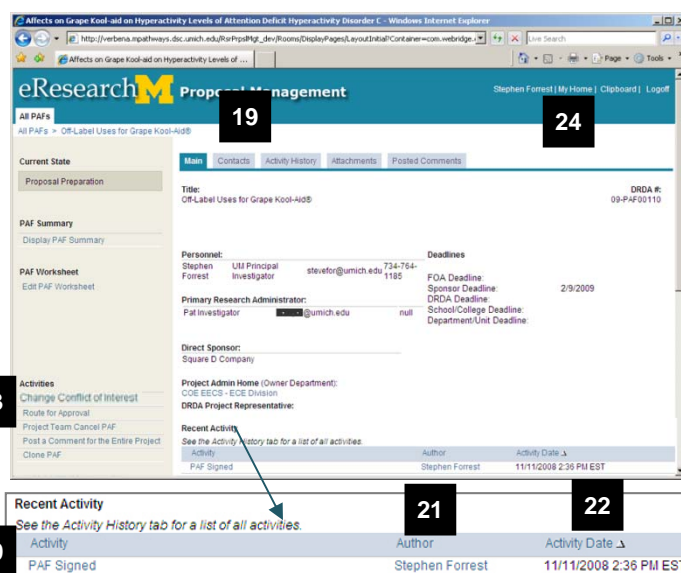 Affects on Grape Kool-aid on Hyperactivity Levels of Attention Deficit Hyperactivity Disorder C - Windows Internet Explorer
http://verbena.mpathways.dsc.umich.edu/RsrPrpslMgt_dev/Rooms/DisplayPages/LayoutInitial?Container=com.webridge.
Live Search
Affects on Grape Kool-aid on Hyperactivity Levels of ...
Page Tools
eResearch M Proposal Management
Stephen Forrest | My Home | Clipboard | Logoff
19
24
All PAFs
All PAFs > Off-Label Uses for Grape Kool-Aid®
Current State
Proposal Preparation
PAF Summary
Display PAF Summary
PAF Worksheet
Edit PAF Worksheet
Activities
Change Conflict of Interest
Route for Approval
Project Team Cancel PAF
Post a Comment for the Entire Project
Clone PAF
Main Contacts Activity History Attachments Posted Comments
Title: DRDA #:
Off-Label Uses for Grape Kool-Aid® 09-PAF00110
Personnel:
Stephen Forrest UM Principal Investigator stevefor@umich.edu 734-764-1185
Primary Research Administrator:
Pat Investigator @umich.edu null
Deadlines
FOA Deadline:
Sponsor Deadline: 2/9/2009
DRDA Deadline:
School/College Deadline:
Department/Unit Deadline:
Direct Sponsor:
Square D Company
Project Admin Home (Owner Department):
COE EECS - ECE Division
DRDA Project Representative:
Recent Activity
See the Activity History tab for a list of all activities.
Activity Author Activity Date
PAF Signed Stephen Forrest 11/11/2008 2:36 PM EST
Recent Activity
21
22
See the Activity History tab for a list of all activities.
Activity Author Activity Date
PAF Signed Stephen Forrest 11/11/2008 2:36 PM EST